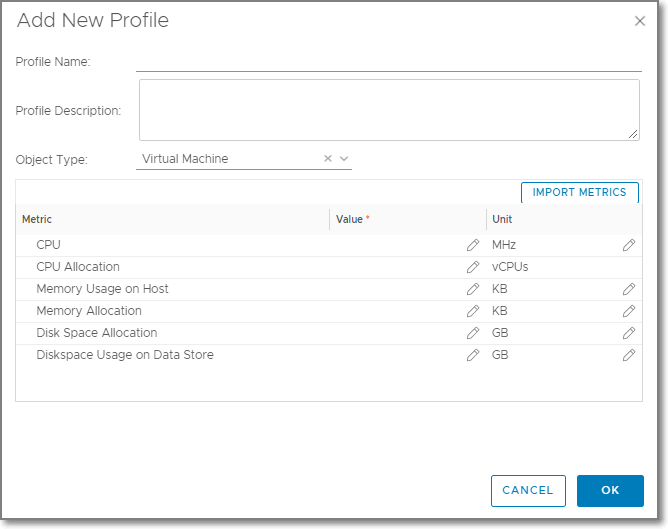 Add New Profile
Profile Name:
Profile Description:
Object Type: Virtual Machine
IMPORT METRICS
Metric Value * Unit
CPU MHz
CPU Allocation vCPUs
Memory Usage on Host KB
Memory Allocation KB
Disk Space Allocation GB
Diskspace Usage on Data Store GB
CANCEL OK